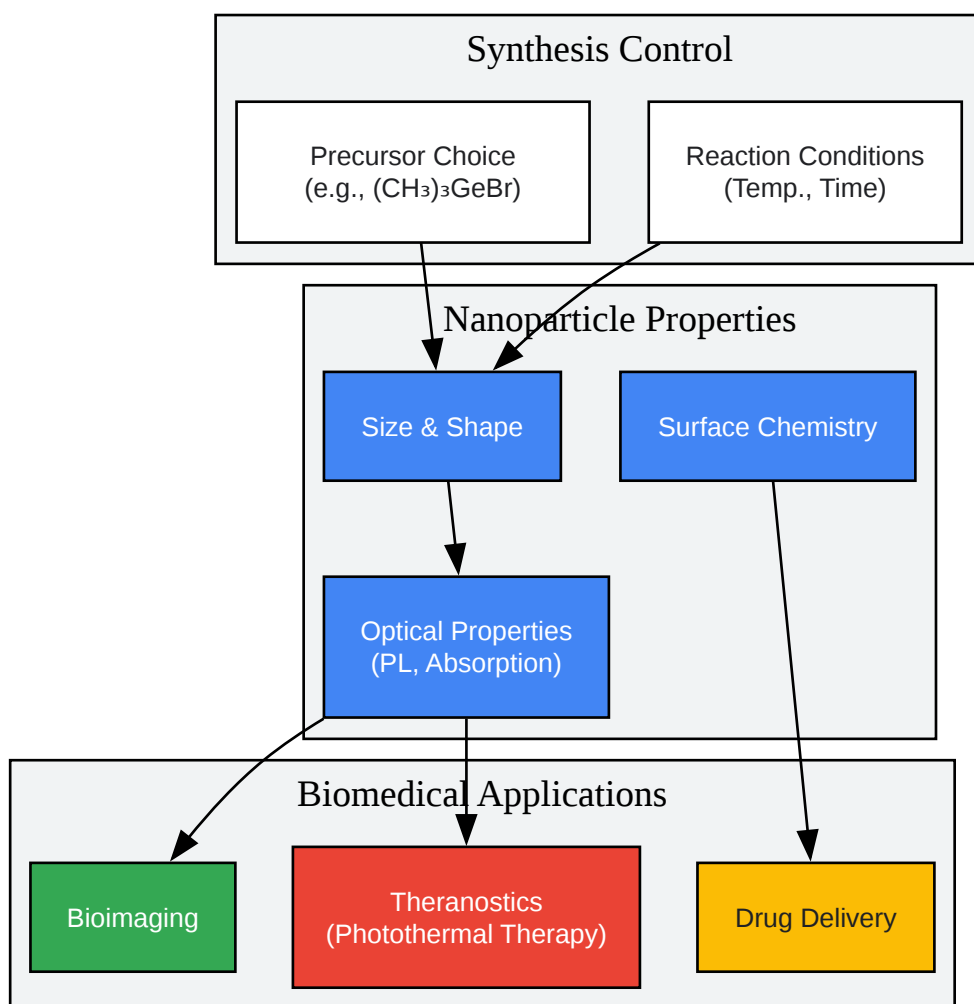 Synthesis Control
Precursor Choice
(e.g., (CH₃)₃GeBr)
Reaction Conditions
(Temp., Time)
Nanoparticle Properties
Size & Shape
Surface Chemistry
Optical Properties
(PL, Absorption)
Biomedical Applications
Bioimaging
Theranostics
(Photothermal Therapy)
Drug Delivery